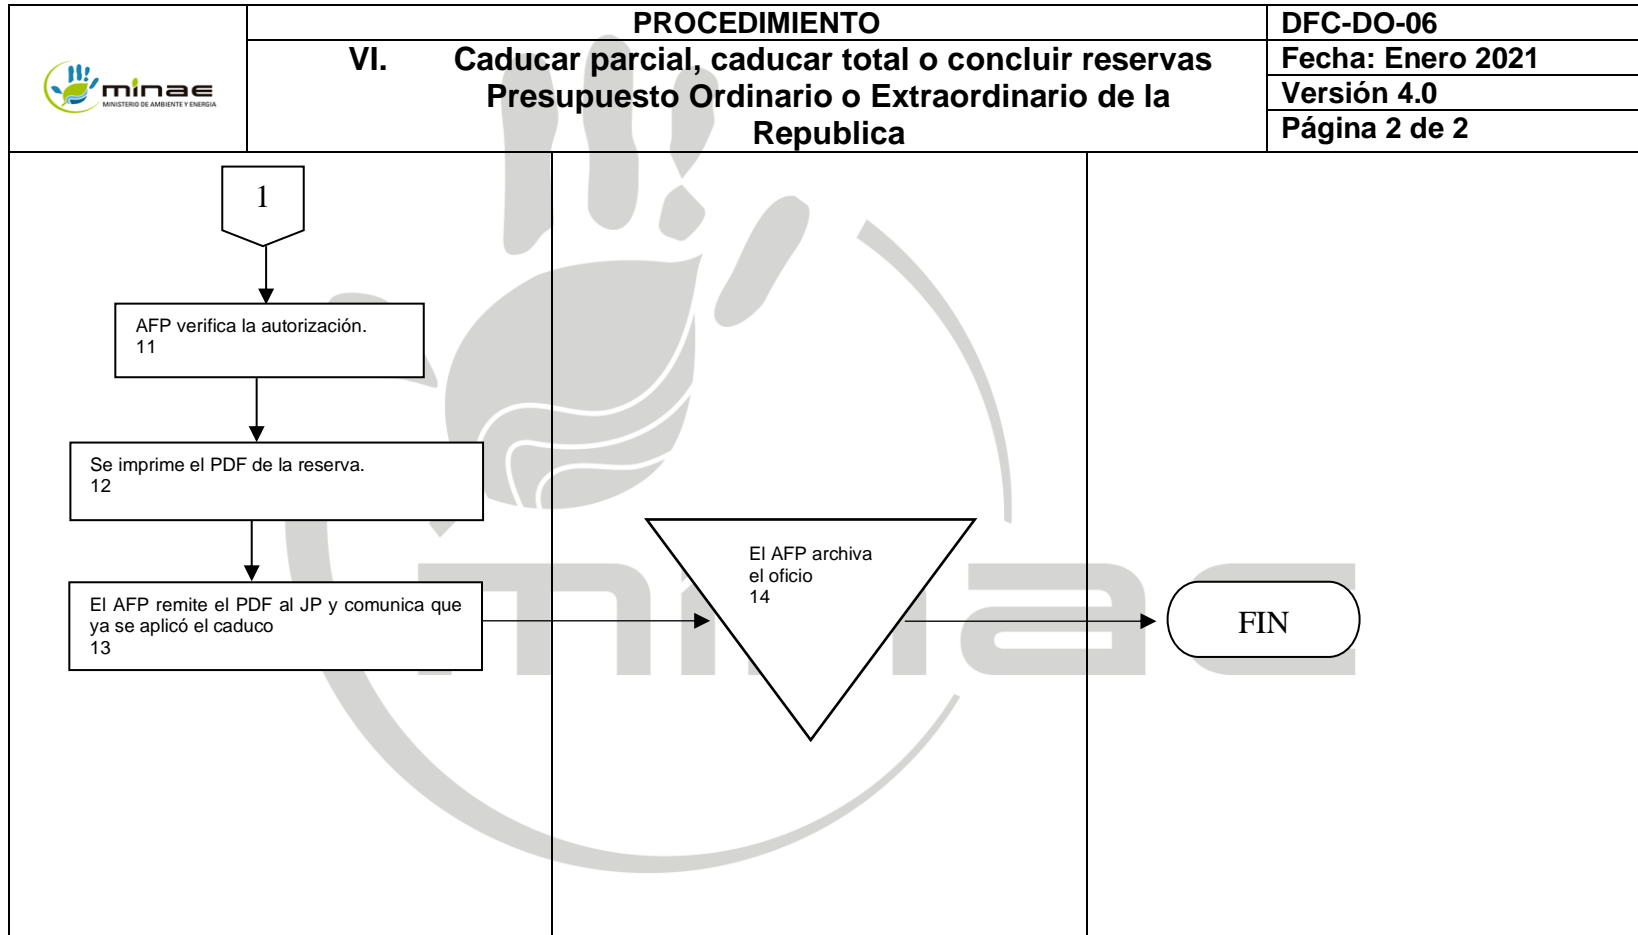 PROCEDIMIENTO
DFC-DO-06
VI. Caducar parcial, caducar total o concluir reservas
Presupuesto Ordinario o Extraordinario de la
Republica
Fecha: Enero 2021
Versión 4.0
Página 2 de 2
minae
MINISTERIO DE AMBIENTE Y ENERGIA
1
AFP verifica la autorización.
11
Se imprime el PDF de la reserva.
12
El AFP remite el PDF al JP y comunica que
ya se aplicó el caduco
13
El AFP archiva
el oficio
14
FIN
minae